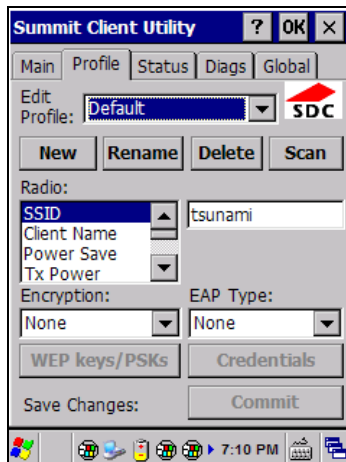 Summit Client Utility ? OK ×
Main Profile Status Diags Global
Edit Profile: Default
SDC
New Rename Delete Scan
Radio:
SSID tsunami
Client Name
Power Save
Tx Power
Encryption: EAP Type:
None None
WEP keys/PSKs Credentials
Save Changes: Commit
7:10 PM